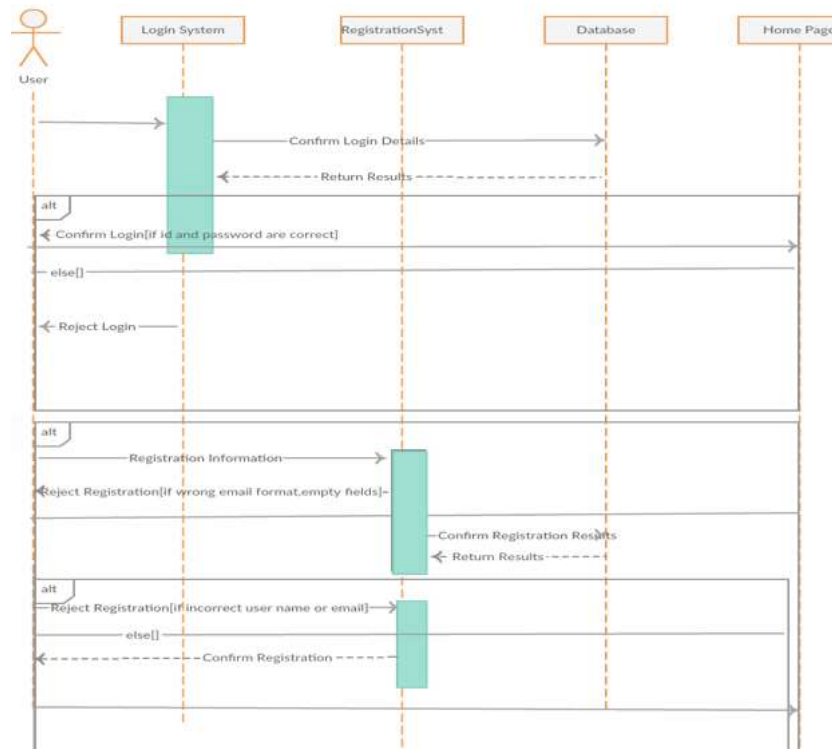 Login System
RegistrationSyst
Database
Home Page
User
Confirm Login Details
Return Results
alt
Confirm Login[if id and password are correct]
else[]
Reject Login
alt
Registration Information
Reject Registration[if wrong email format,empty fields]
Confirm Registration Results
Return Results
alt
Reject Registration[if incorrect user name or email]
else[]
Confirm Registration